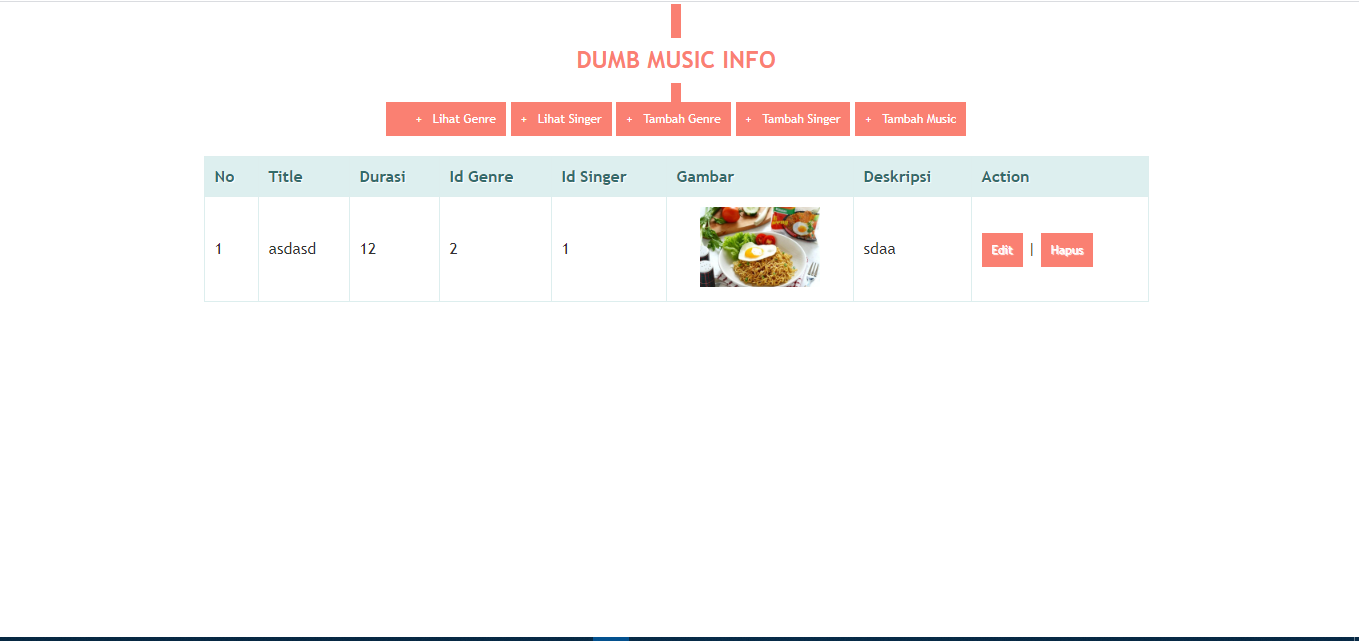 DUMB MUSIC INFO
+ Lihat Genre + Lihat Singer + Tambah Genre + Tambah Singer + Tambah Music
No Title Durasi Id Genre Id Singer Gambar Deskripsi Action
1 asdasd 12 2 1 sdaa Edit | Hapus